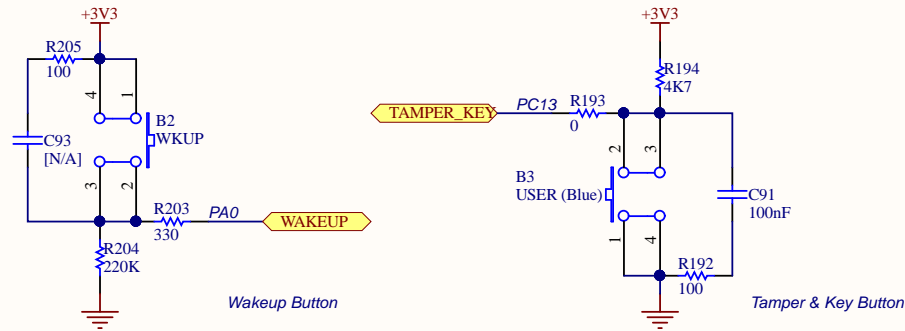 +3V3
R205
100
4
1
B2
WKUP
C93
[N/A]
3
2
R203
330
PA0
WAKEUP
R204
220K
Wakeup Button
+3V3
R194
4K7
TAMPER_KEY
PC13
R193
0
2
3
B3
USER (Blue)
C91
100nF
1
4
R192
100
Tamper & Key Button